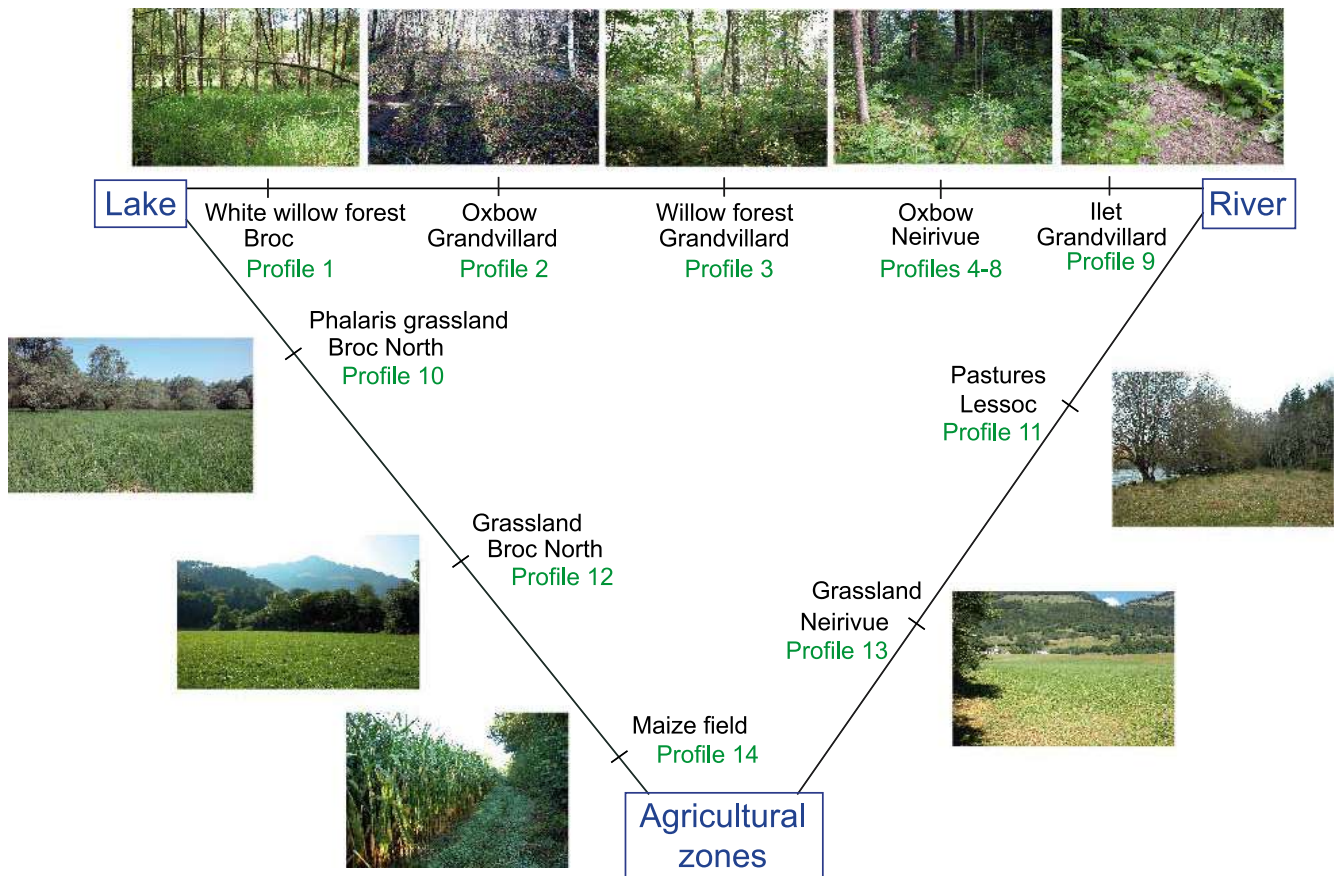 Lake
White willow forest
Broc
Profile 1
Oxbow
Grandvillard
Profile 2
Willow forest
Grandvillard
Profile 3
Oxbow
Neirivue
Profiles 4-8
Ilet
Grandvillard
Profile 9
River
Phalaris grassland
Broc North
Profile 10
Pastures
Lessoc
Profile 11
Grassland
Broc North
Profile 12
Grassland
Neirivue
Profile 13
Maize field
Profile 14
Agricultural
zones